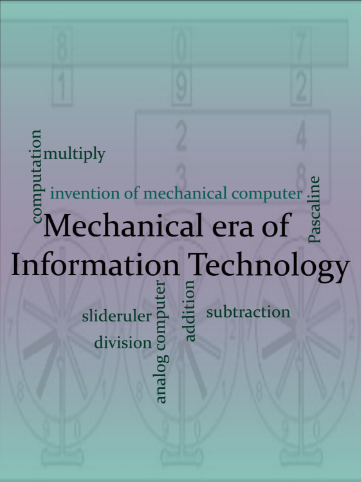 8 0 7
1 9 2
2 4
3 8
computation
multiply
invention of mechanical computer
Pascaline
Mechanical era of
Information Technology
slideruler
division
analog computer
addition
subtraction